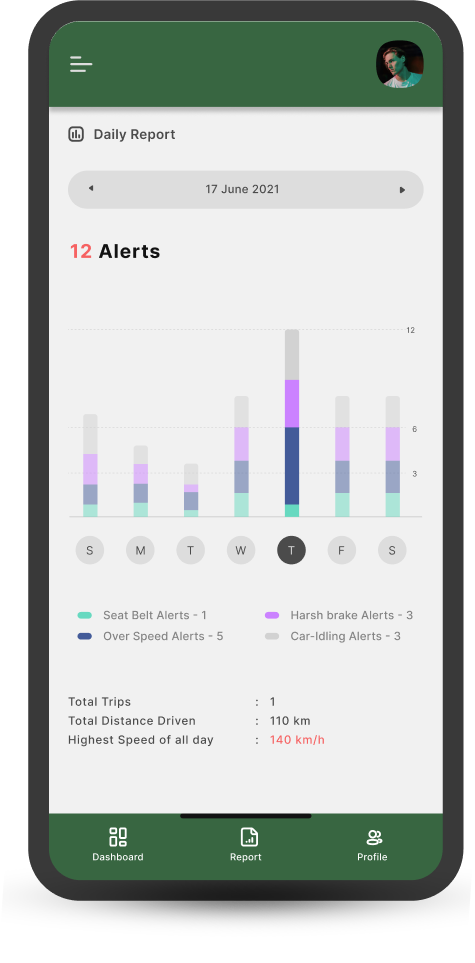 Daily Report
17 June 2021
12 Alerts
12
6
3
S M T W T F S
Seat Belt Alerts - 1 Harsh brake Alerts - 3
Over Speed Alerts - 5 Car-Idling Alerts - 3
Total Trips : 1
Total Distance Driven : 110 km
Highest Speed of all day : 140 km/h
Dashboard Report Profile